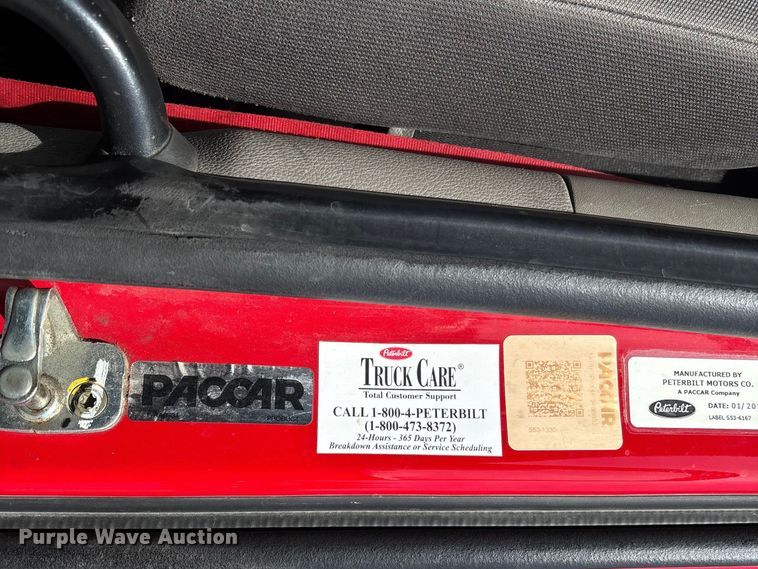 PACCAR
PRODUCT
Peterbilt
TRUCK CARE®
Total Customer Support
CALL 1-800-4-PETERBILT
(1-800-473-8372)
24-Hours - 365 Days Per Year
Breakdown Assistance or Service Scheduling
PACCAR
MANUFACTURED BY
PETERBILT MOTORS CO.
A PACCAR Company
Peterbilt
DATE: 01/20
LABEL S53-6167
Purple Wave Auction